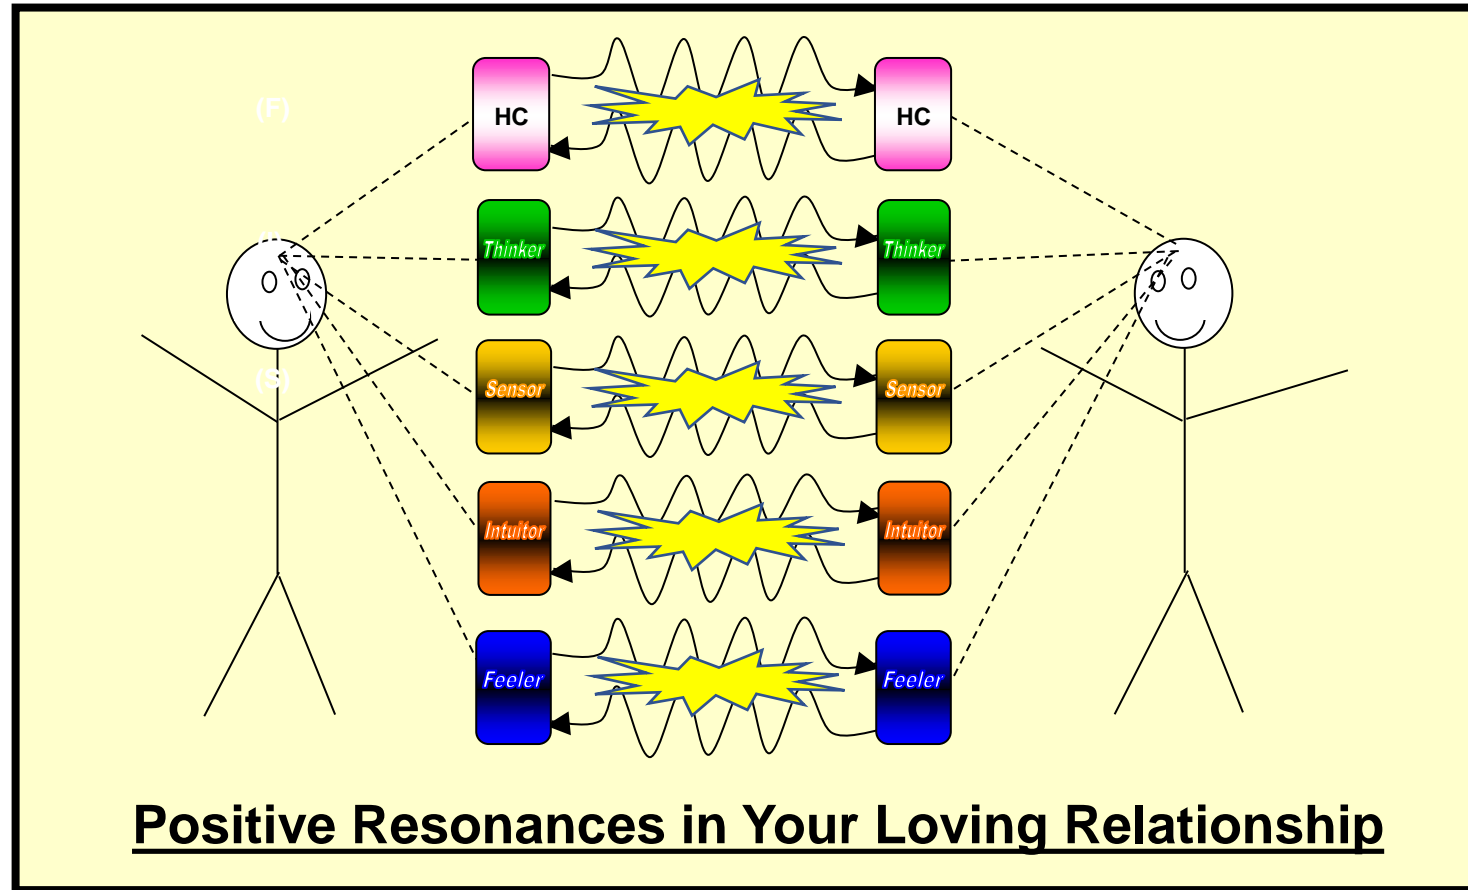 (F)
HC HC
Thinker Thinker
(S)
Sensor Sensor
Intuitor Intuitor
Feeler Feeler
Positive Resonances in Your Loving Relationship